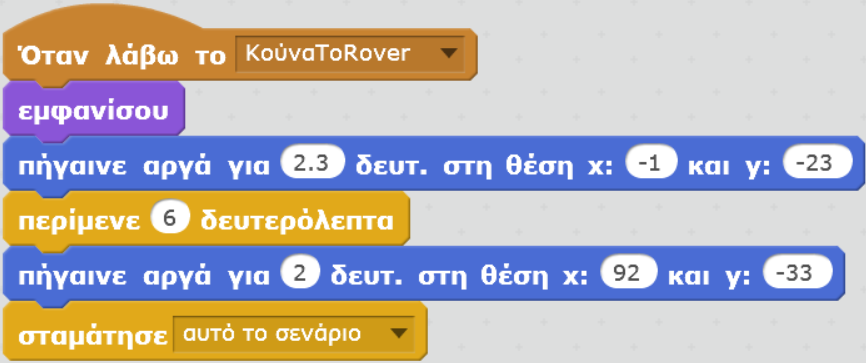 Όταν λάβω το ΚούναΤοRover
εμφανίσου
πήγαινε αργά για 2.3 δευτ. στη θέση x: -1 και y: -23
περίμενε 6 δευτερόλεπτα
πήγαινε αργά για 2 δευτ. στη θέση x: 92 και y: -33
σταμάτησε αυτό το σενάριο